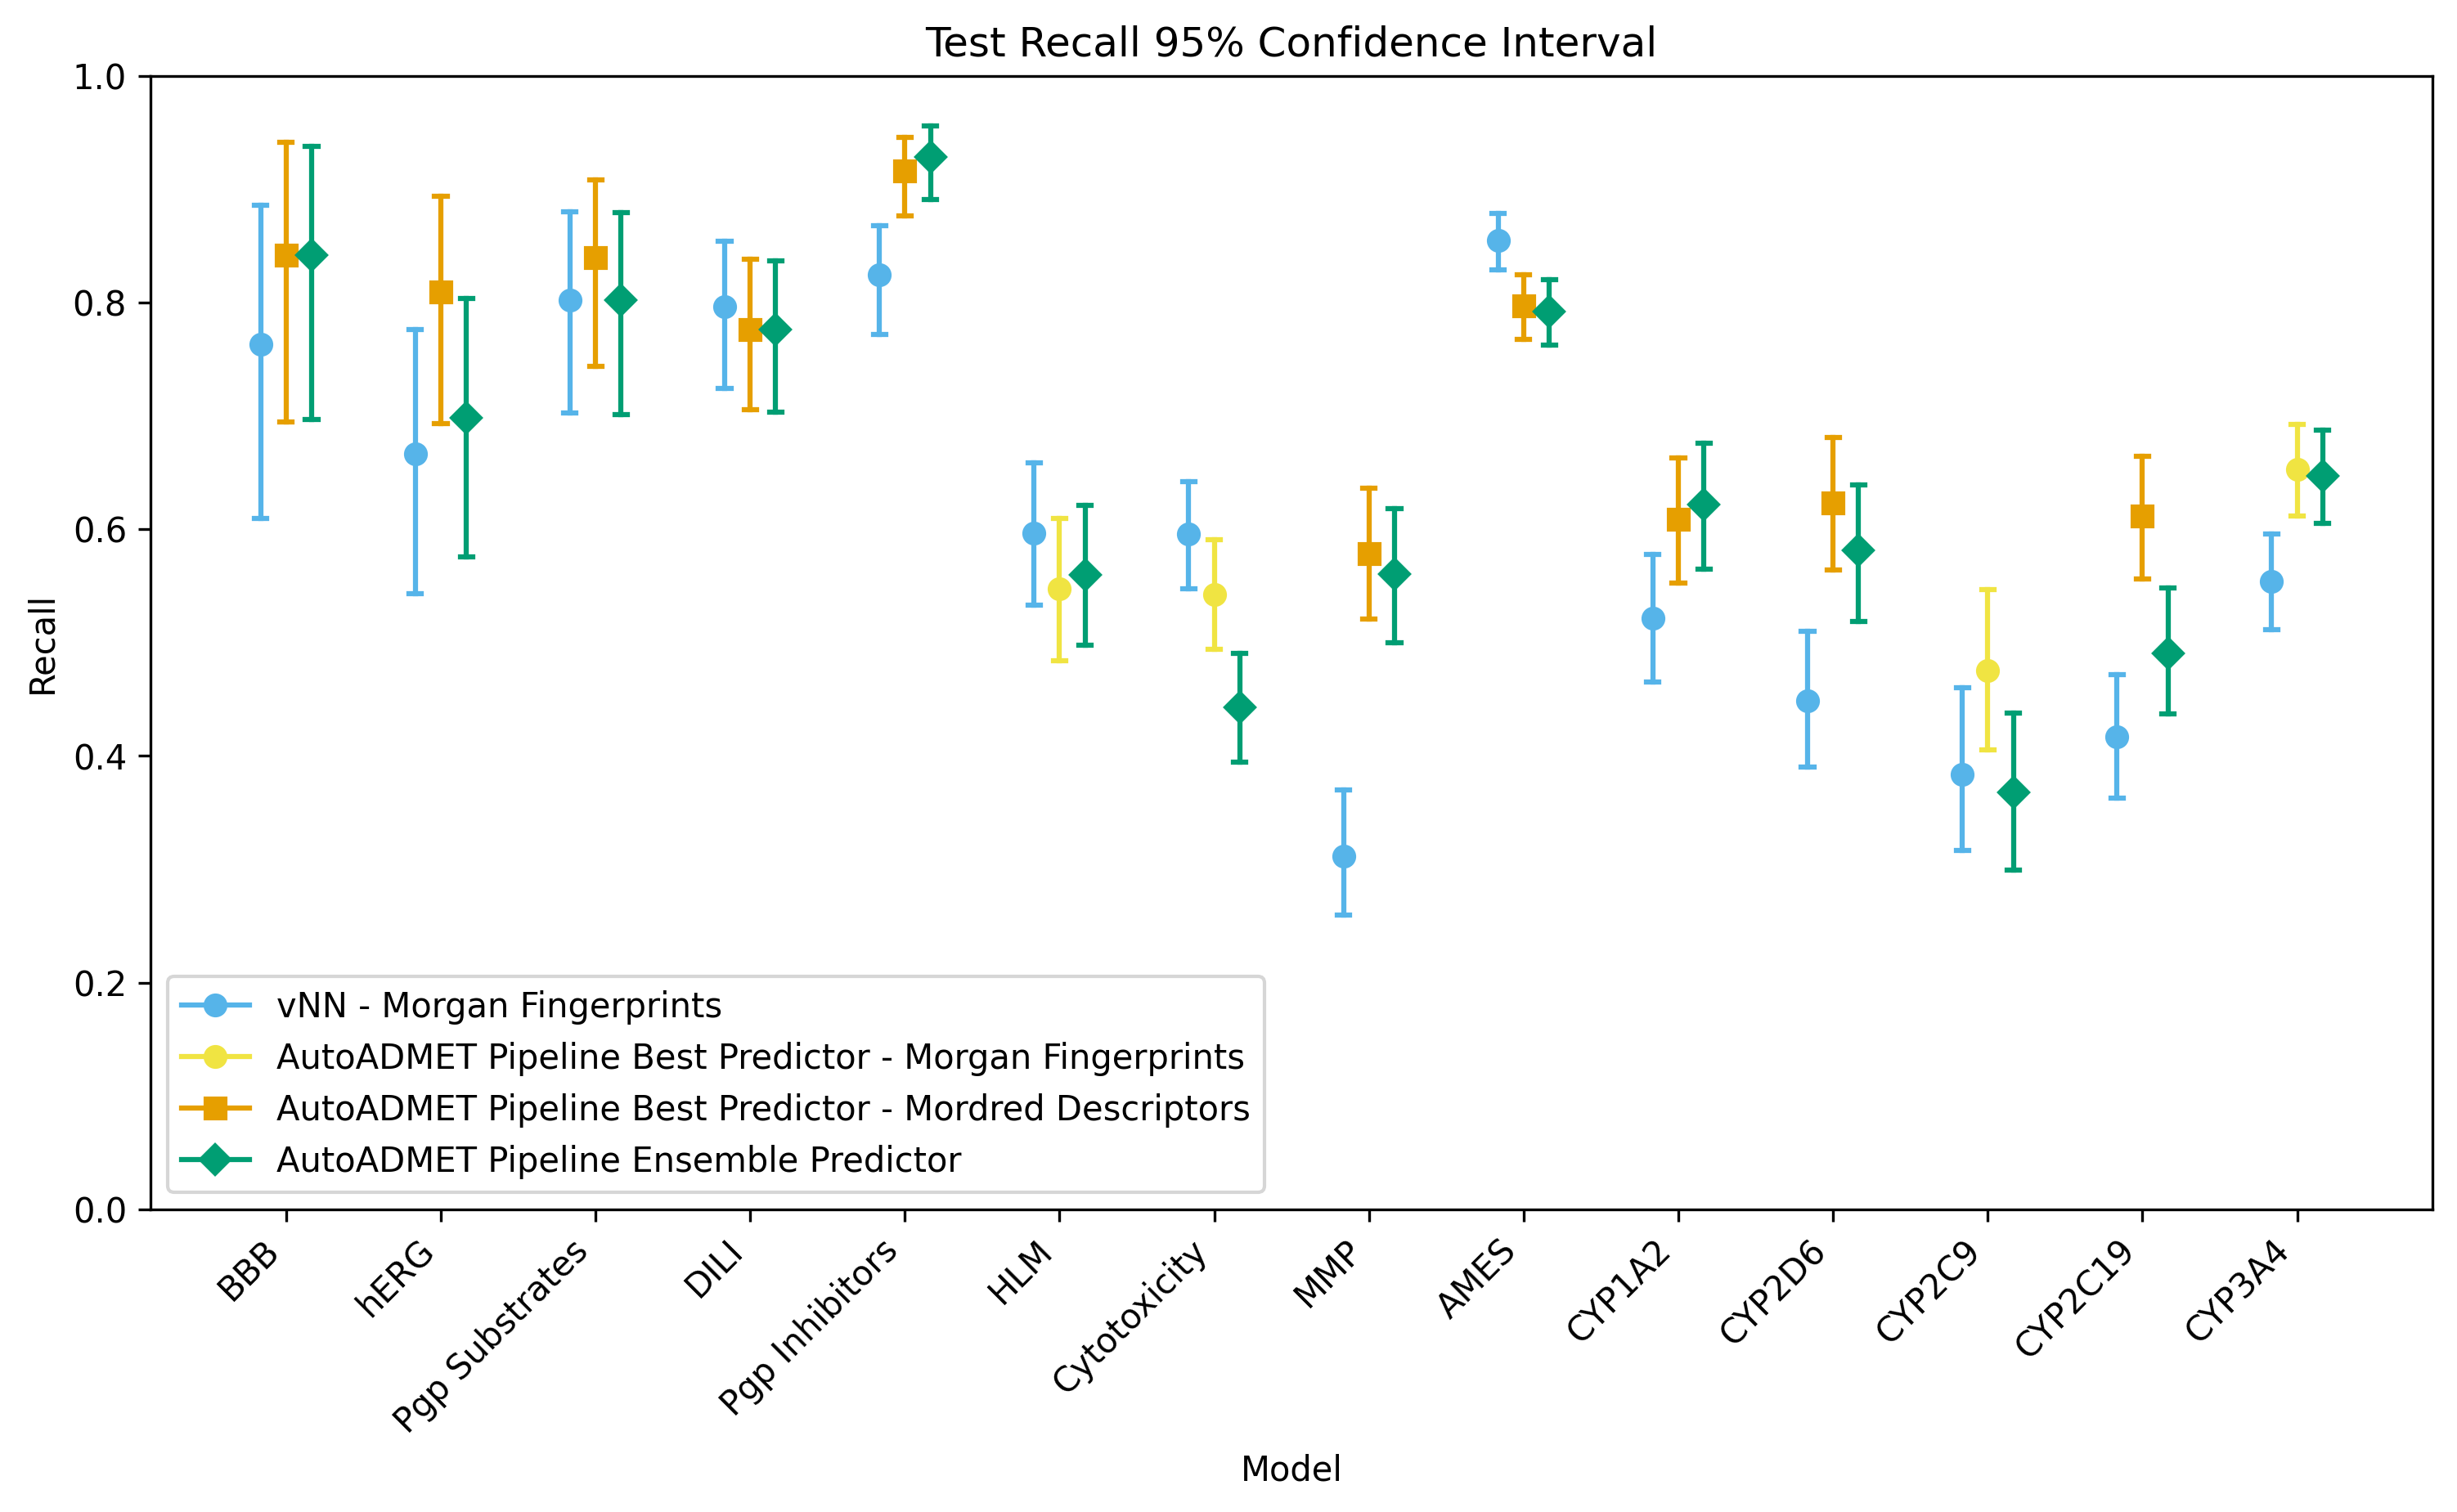 Test Recall 95% Confidence Interval
1.0
0.8
0.6
0.4
0.2
0.0
Recall
vNN - Morgan Fingerprints
AutoADMET Pipeline Best Predictor - Morgan Fingerprints
AutoADMET Pipeline Best Predictor - Mordred Descriptors
AutoADMET Pipeline Ensemble Predictor
BBB
hERG
Pgp Substrates
DILI
Pgp Inhibitors
HLM
Cytotoxicity
MMP
AMES
CYP1A2
CYP2D6
CYP2C9
CYP2C19
CYP3A4
Model